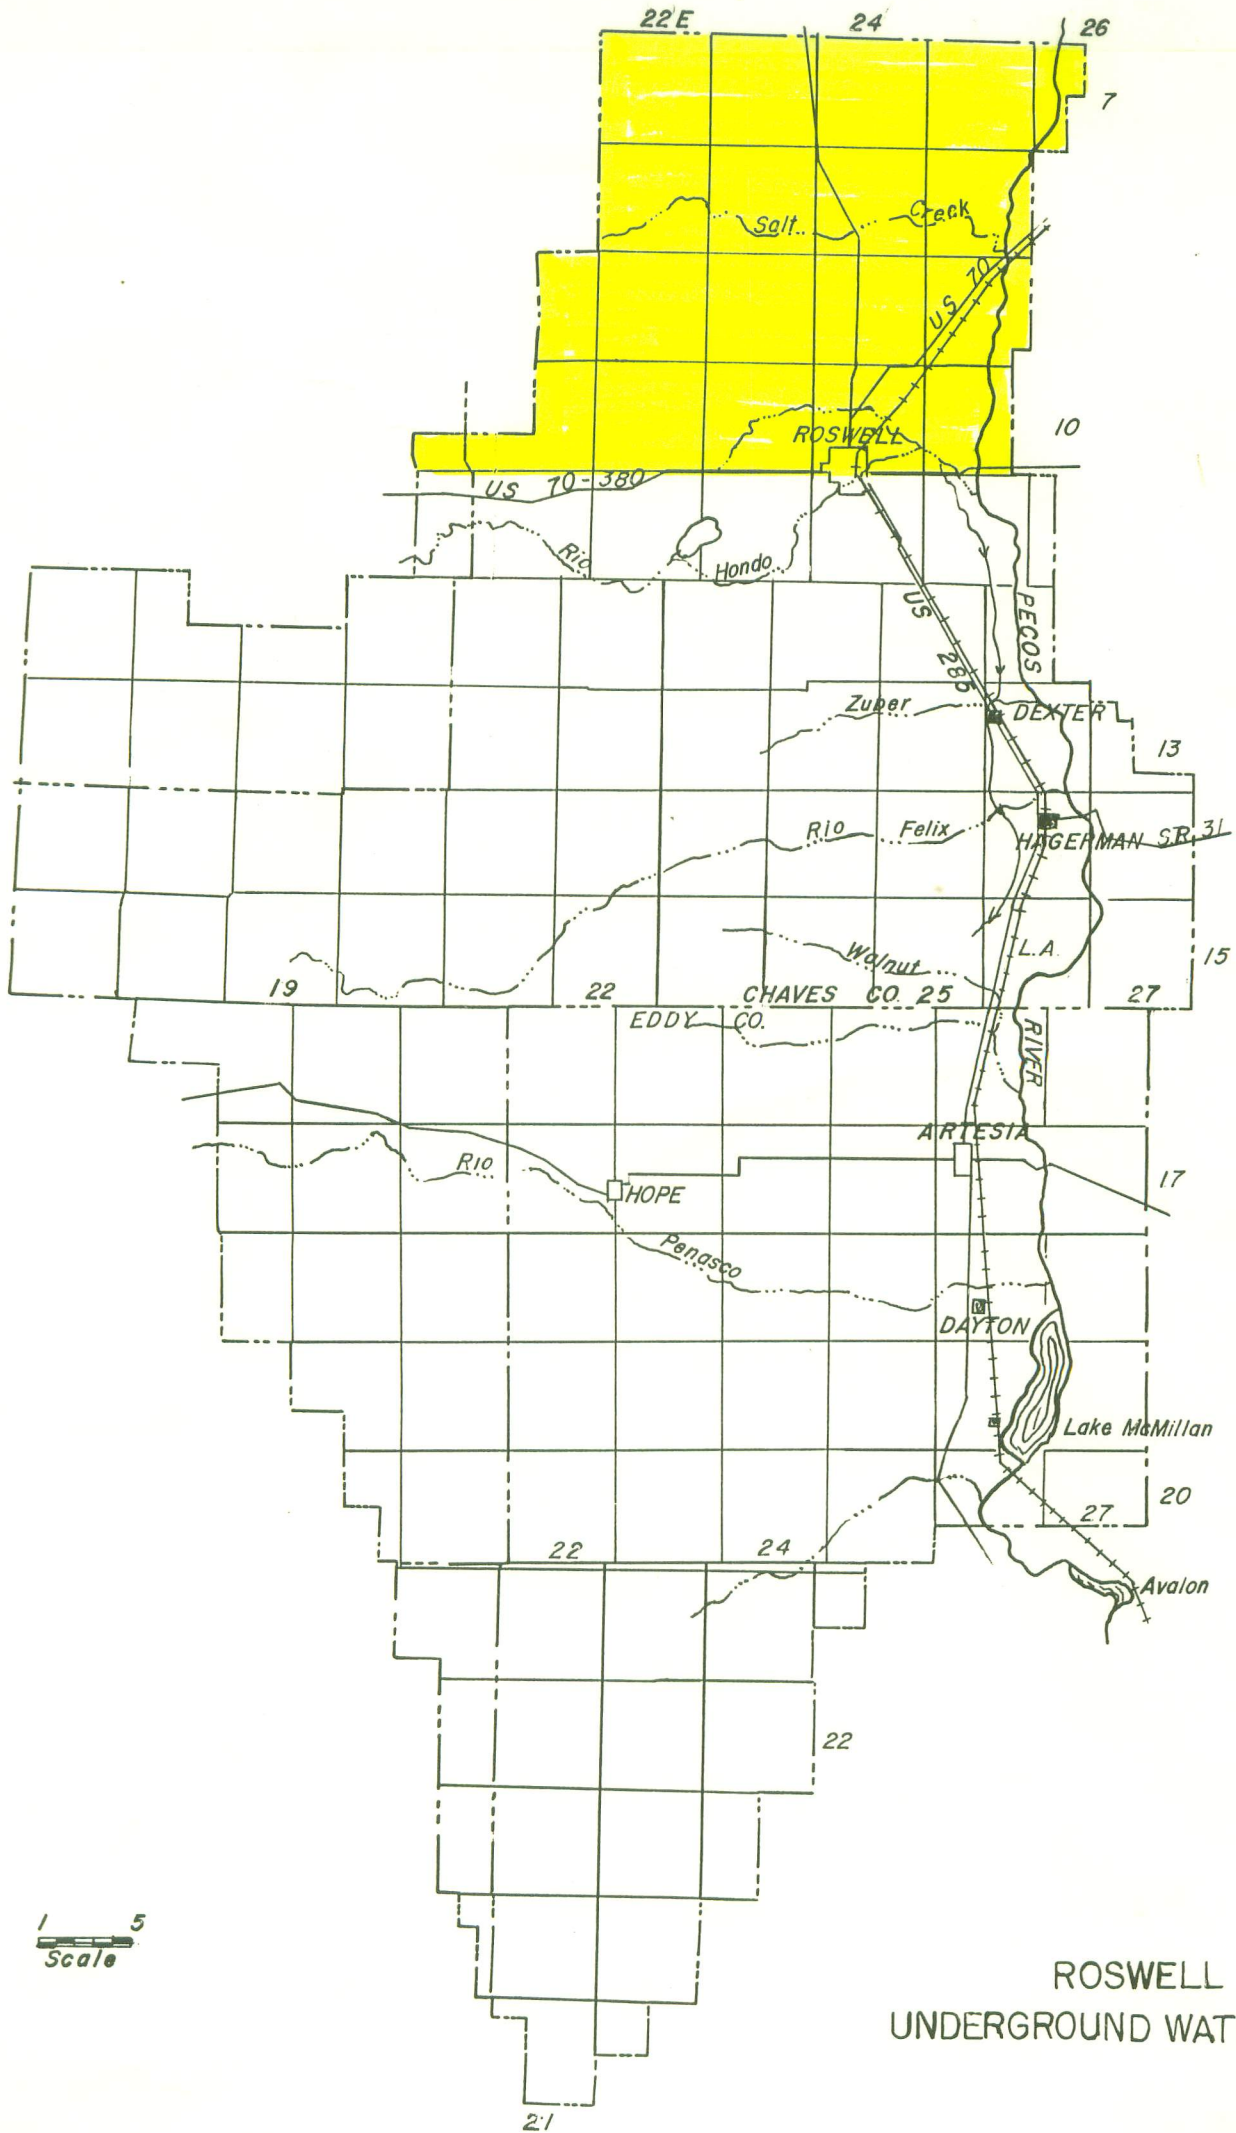 22 E 24 26
7
Salt Creek
US 70
10
ROSWELL
US 70-380
Rio Hondo
US 285
PECOS
Zuber
DEXTER
13
Rio Felix
HAGERMAN S.R. 31
L.A.
Walnut
15
19 22 CHAVES CO. 25 27
EDDY CO.
RIVER
ARTESIA
Rio
17
HOPE
Penasco
DAYTON
Lake McMillan
20
27
22 24
Avalon
22
1 5
Scale
ROSWELL
UNDERGROUND WAT
21